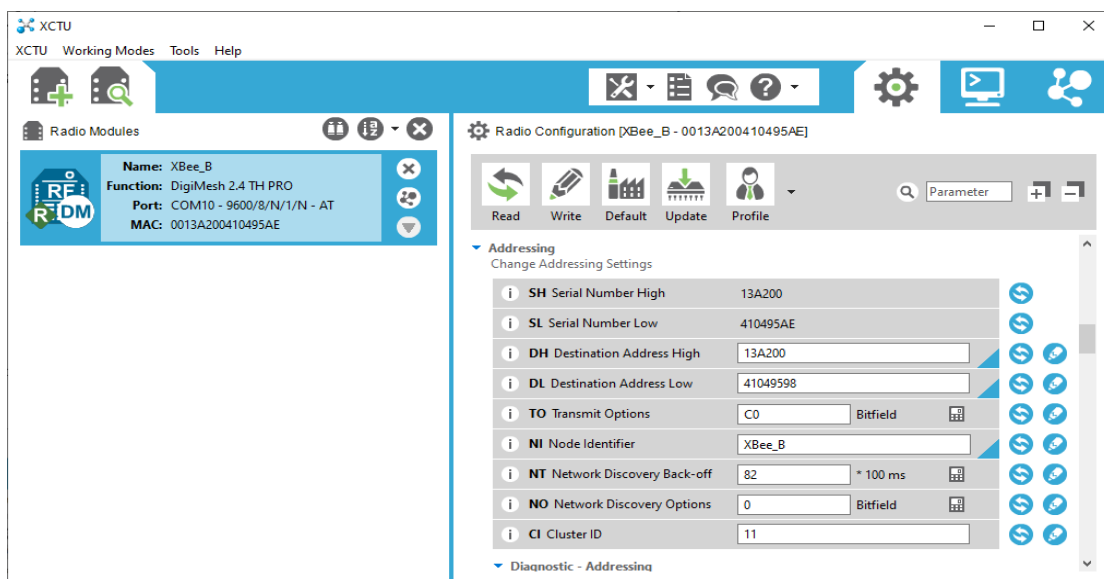 XCTU
XCTU Working Modes Tools Help
Radio Modules
Name: XBee_B
Function: DigiMesh 2.4 TH PRO
Port: COM10 - 9600/8/N/1/N - AT
MAC: 0013A200410495AE
RF
R DM
Radio Configuration [XBee_B - 0013A200410495AE]
Read Write Default Update Profile
Parameter
Addressing
Change Addressing Settings
i SH Serial Number High 13A200
i SL Serial Number Low 410495AE
i DH Destination Address High 13A200
i DL Destination Address Low 41049598
i TO Transmit Options C0 Bitfield
i NI Node Identifier XBee_B
i NT Network Discovery Back-off 82 * 100 ms
i NO Network Discovery Options 0 Bitfield
i CI Cluster ID 11
Diagnostic - Addressing